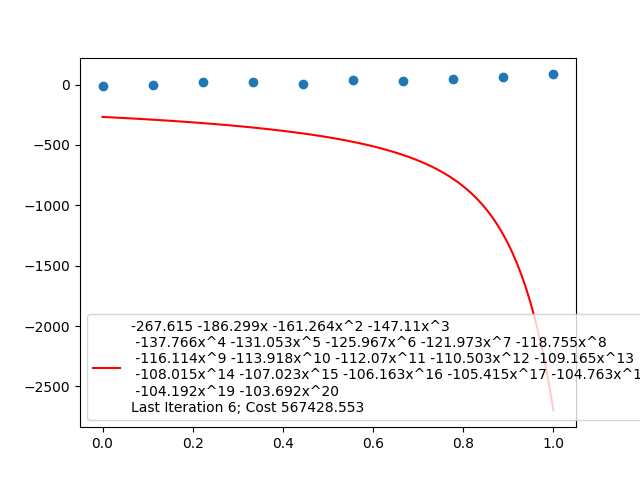 0
−500
−1000
−1500
−2000
−2500
-267.615 -186.299x -161.264x^2 -147.11x^3
-137.766x^4 -131.053x^5 -125.967x^6 -121.973x^7 -118.755x^8
-116.114x^9 -113.918x^10 -112.07x^11 -110.503x^12 -109.165x^13
-108.015x^14 -107.023x^15 -106.163x^16 -105.415x^17 -104.763x^1
-104.192x^19 -103.692x^20
Last Iteration 6; Cost 567428.553
0.0 0.2 0.4 0.6 0.8 1.0